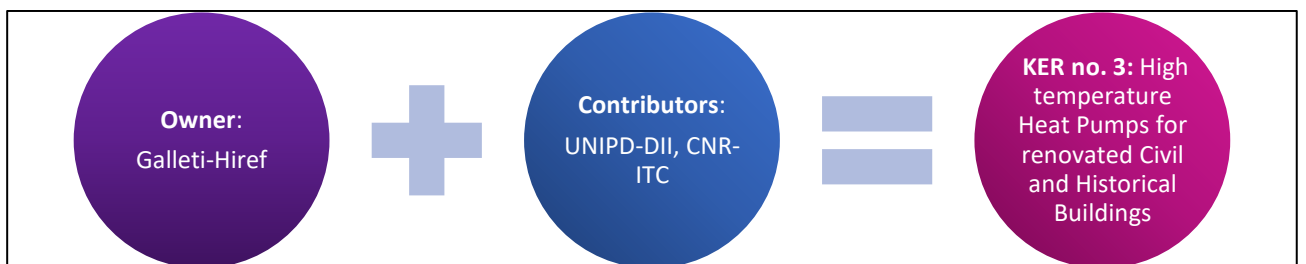 Owner:
Galleti-Hiref
Contributors:
UNIPD-DII, CNR-
ITC
KER no. 3: High
temperature
Heat Pumps for
renovated Civil
and Historical
Buildings